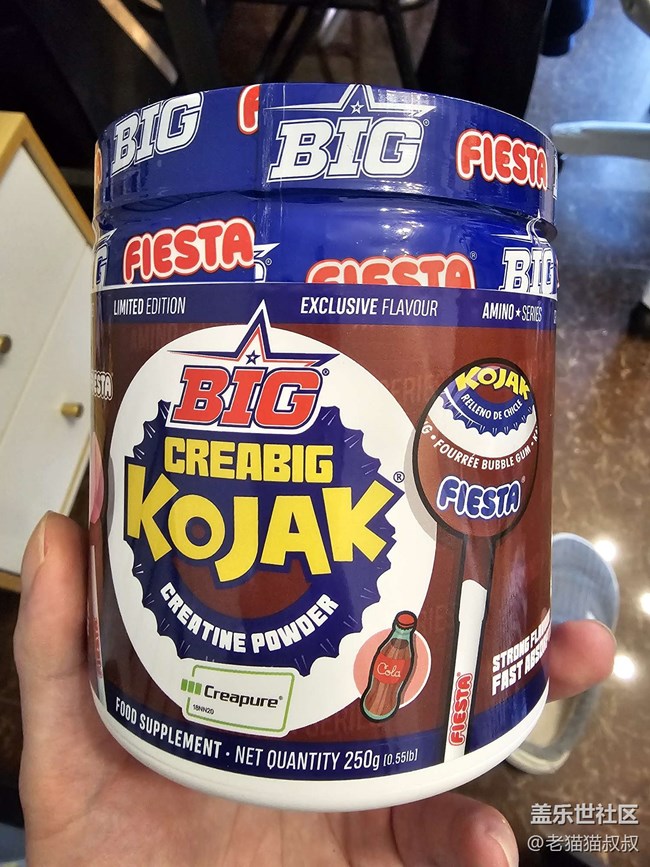 BIG
BIG®
FIESTA
FIESTA
FIESTA®
BIG
LIMITED EDITION
EXCLUSIVE FLAVOUR
AMINO★SERIES
BIG®
CREABIG
KOJAK®
CREATINE POWDER
Creapure®
18NN20
Cola
KOJAK
RELLENO DE CHICLE
FOURRÉE BUBBLE GUM
FIESTA®
FIESTA
STRONG
FAST
FOOD SUPPLEMENT · NET QUANTITY 250g (0.55lb)
盖乐世社区
@老猫猫叔叔